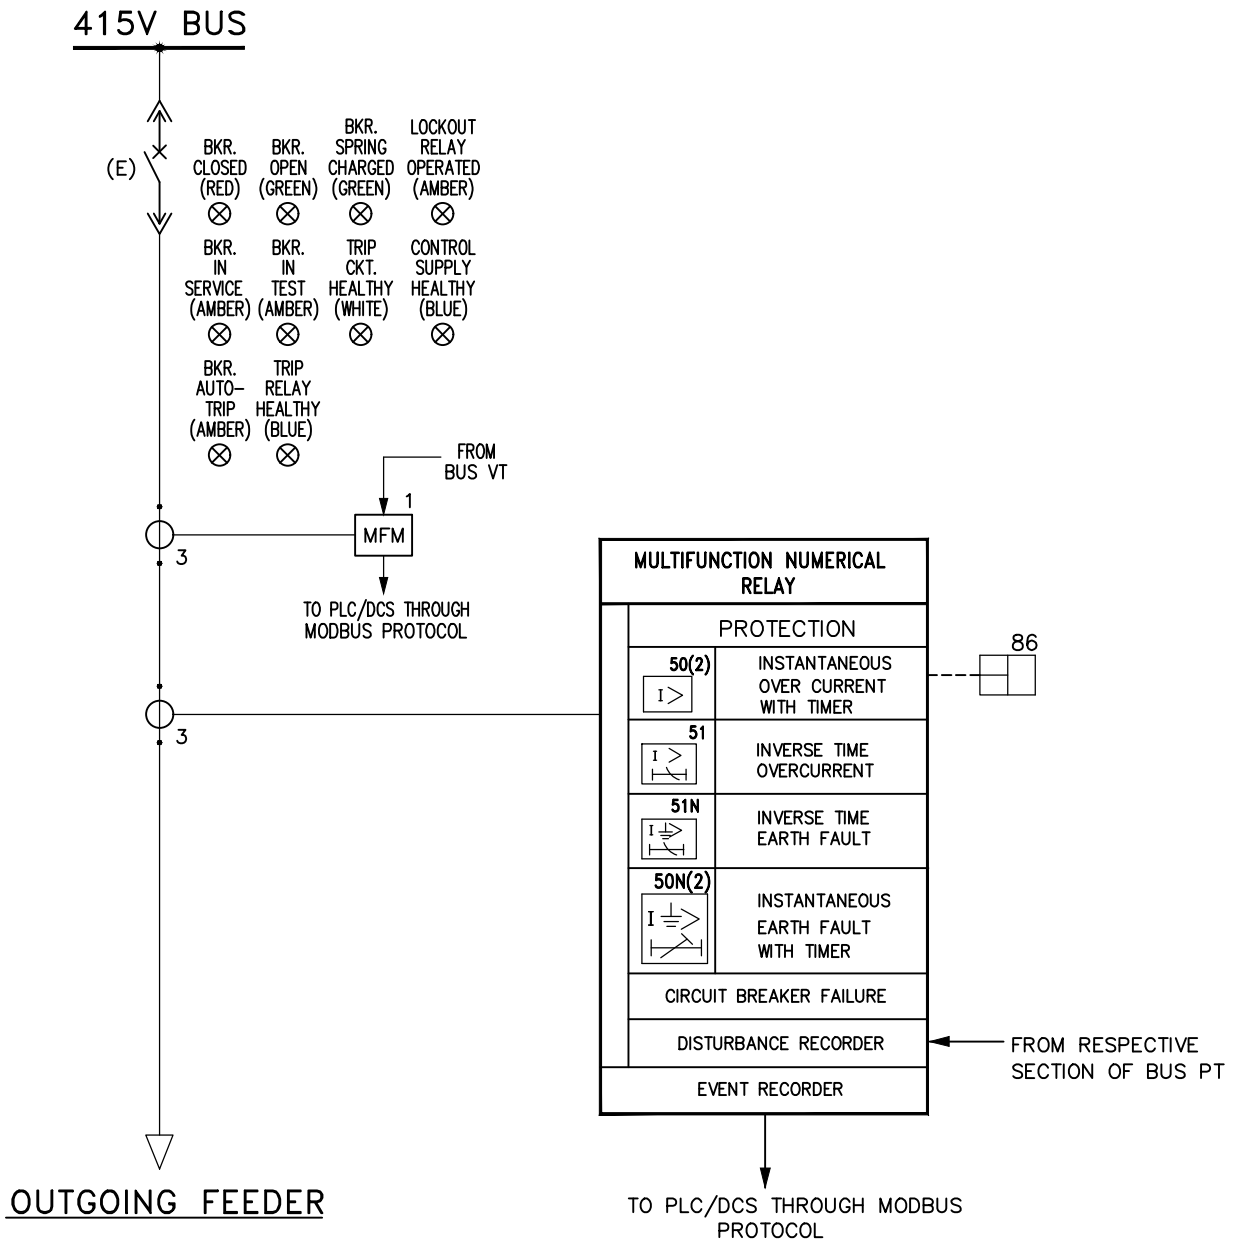 415V BUS
(E)
BKR.
CLOSED
(RED)
BKR.
OPEN
(GREEN)
BKR.
SPRING
CHARGED
(GREEN)
LOCKOUT
RELAY
OPERATED
(AMBER)
BKR.
IN
SERVICE
(AMBER)
BKR.
IN
TEST
(AMBER)
TRIP
CKT.
HEALTHY
(WHITE)
CONTROL
SUPPLY
HEALTHY
(BLUE)
BKR.
AUTO-
TRIP
(AMBER)
TRIP
RELAY
HEALTHY
(BLUE)
FROM
BUS VT
1
MFM
3
TO PLC/DCS THROUGH
MODBUS PROTOCOL
3
MULTIFUNCTION NUMERICAL
RELAY
PROTECTION
50(2)
I>
INSTANTANEOUS
OVER CURRENT
WITH TIMER
86
51
I >
INVERSE TIME
OVERCURRENT
51N
I >
INVERSE TIME
EARTH FAULT
50N(2)
I >
INSTANTANEOUS
EARTH FAULT
WITH TIMER
CIRCUIT BREAKER FAILURE
DISTURBANCE RECORDER
FROM RESPECTIVE
SECTION OF BUS PT
EVENT RECORDER
TO PLC/DCS THROUGH MODBUS
PROTOCOL
OUTGOING FEEDER